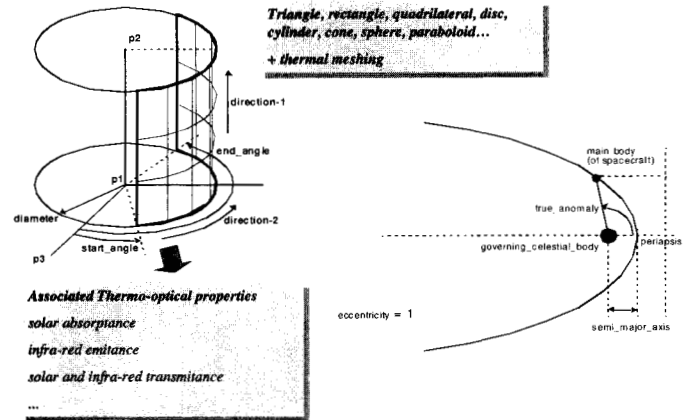 Triangle, rectangle, quadrilateral, disc,
cylinder, cone, sphere, paraboloid...
+ thermal meshing
p2
direction-1
end_angle
p1
diameter
direction-2
start_angle
p3
Associated Thermo-optical properties
solar absorptance
infra-red emitance
solar and infra-red transmitance
...
main_body
(of spacecraft)
true_anomaly
governing_celestial_body
periapsis
eccentricity = 1
semi_major_axis